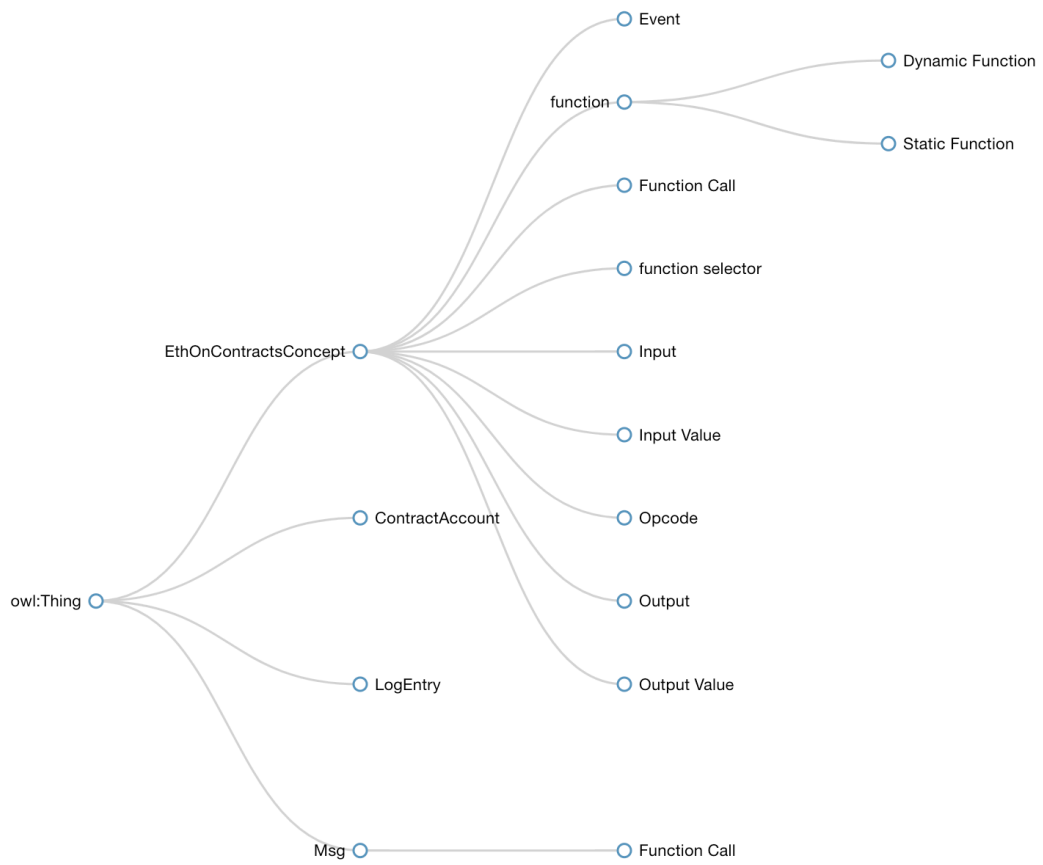 Event
Dynamic Function
function
Static Function
Function Call
function selector
EthOnContractsConcept
Input
Input Value
ContractAccount
Opcode
owl:Thing
Output
LogEntry
Output Value
Msg
Function Call